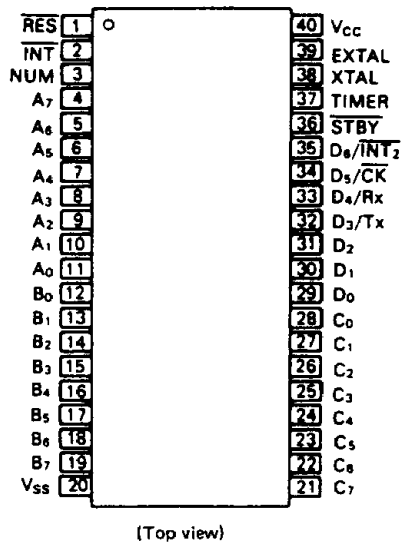 RES 1 40 VCC
INT 2 39 EXTAL
NUM 3 38 XTAL
A7 4 37 TIMER
A6 5 36 STBY
A5 6 35 D6/INT2
A4 7 34 D5/CK
A3 8 33 D4/Rx
A2 9 32 D3/Tx
A1 10 31 D2
A0 11 30 D1
B0 12 29 D0
B1 13 28 C0
B2 14 27 C1
B3 15 26 C2
B4 16 25 C3
B5 17 24 C4
B6 18 23 C5
B7 19 22 C6
VSS 20 21 C7
(Top view)